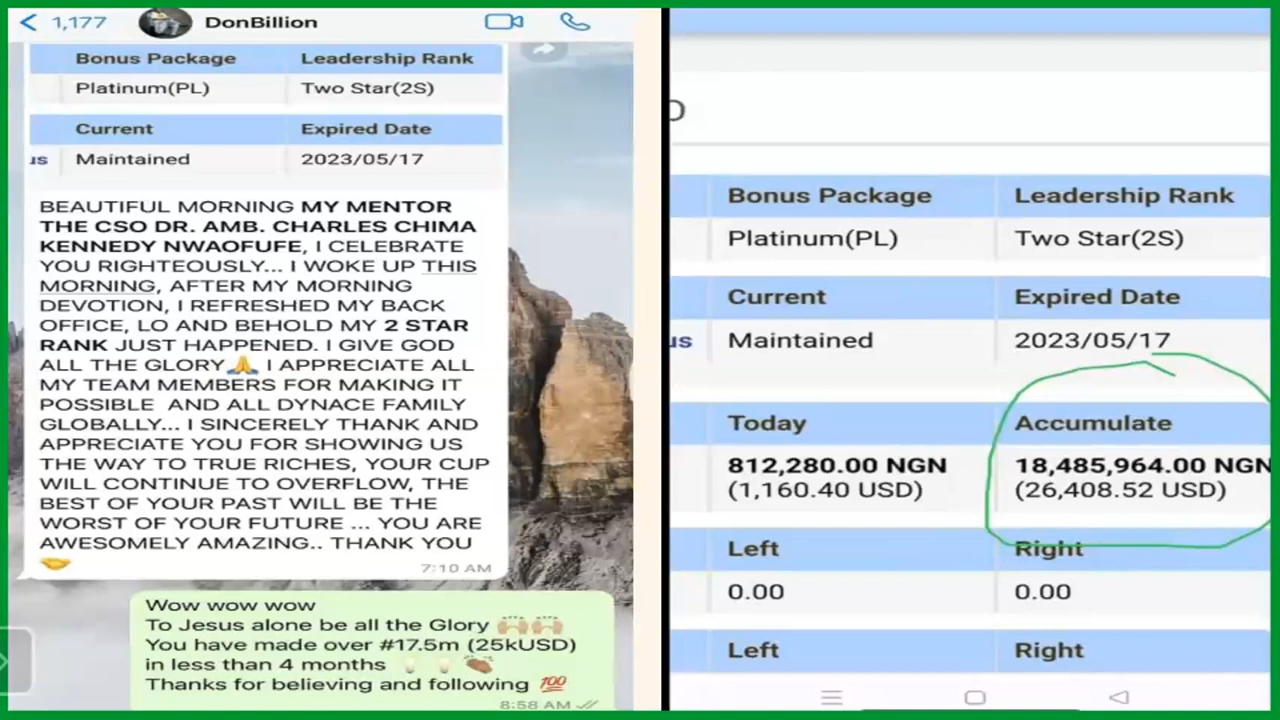 1,177
DonBillion
Bonus Package Leadership Rank
Platinum(PL) Two Star(2S)
Current Expired Date
Maintained 2023/05/17
BEAUTIFUL MORNING MY MENTOR
THE CSO DR. AMB. CHARLES CHIMA
KENNEDY NWAOFUFE, I CELEBRATE
YOU RIGHTEOUSLY... I WOKE UP THIS
MORNING, AFTER MY MORNING
DEVOTION, I REFRESHED MY BACK
OFFICE, LO AND BEHOLD MY 2 STAR
RANK JUST HAPPENED. I GIVE GOD
ALL THE GLORY🙏 I APPRECIATE ALL
MY TEAM MEMBERS FOR MAKING IT
POSSIBLE AND ALL DYNACE FAMILY
GLOBALLY... I SINCERELY THANK AND
APPRECIATE YOU FOR SHOWING US
THE WAY TO TRUE RICHES, YOUR CUP
WILL CONTINUE TO OVERFLOW, THE
BEST OF YOUR PAST WILL BE THE
WORST OF YOUR FUTURE ... YOU ARE
AWESOMELY AMAZING.. THANK YOU
🤝
7:10 AM
Wow wow wow
To Jesus alone be all the Glory 🙌🙌
You have made over #17.5m (25kUSD)
in less than 4 months 💡 💡 👏
Thanks for believing and following 💯
8:58 AM
Bonus Package Leadership Rank
Platinum(PL) Two Star(2S)
Current Expired Date
Maintained 2023/05/17
Today Accumulate
812,280.00 NGN 18,485,964.00 NGN
(1,160.40 USD) (26,408.52 USD)
Left Right
0.00 0.00
Left Right